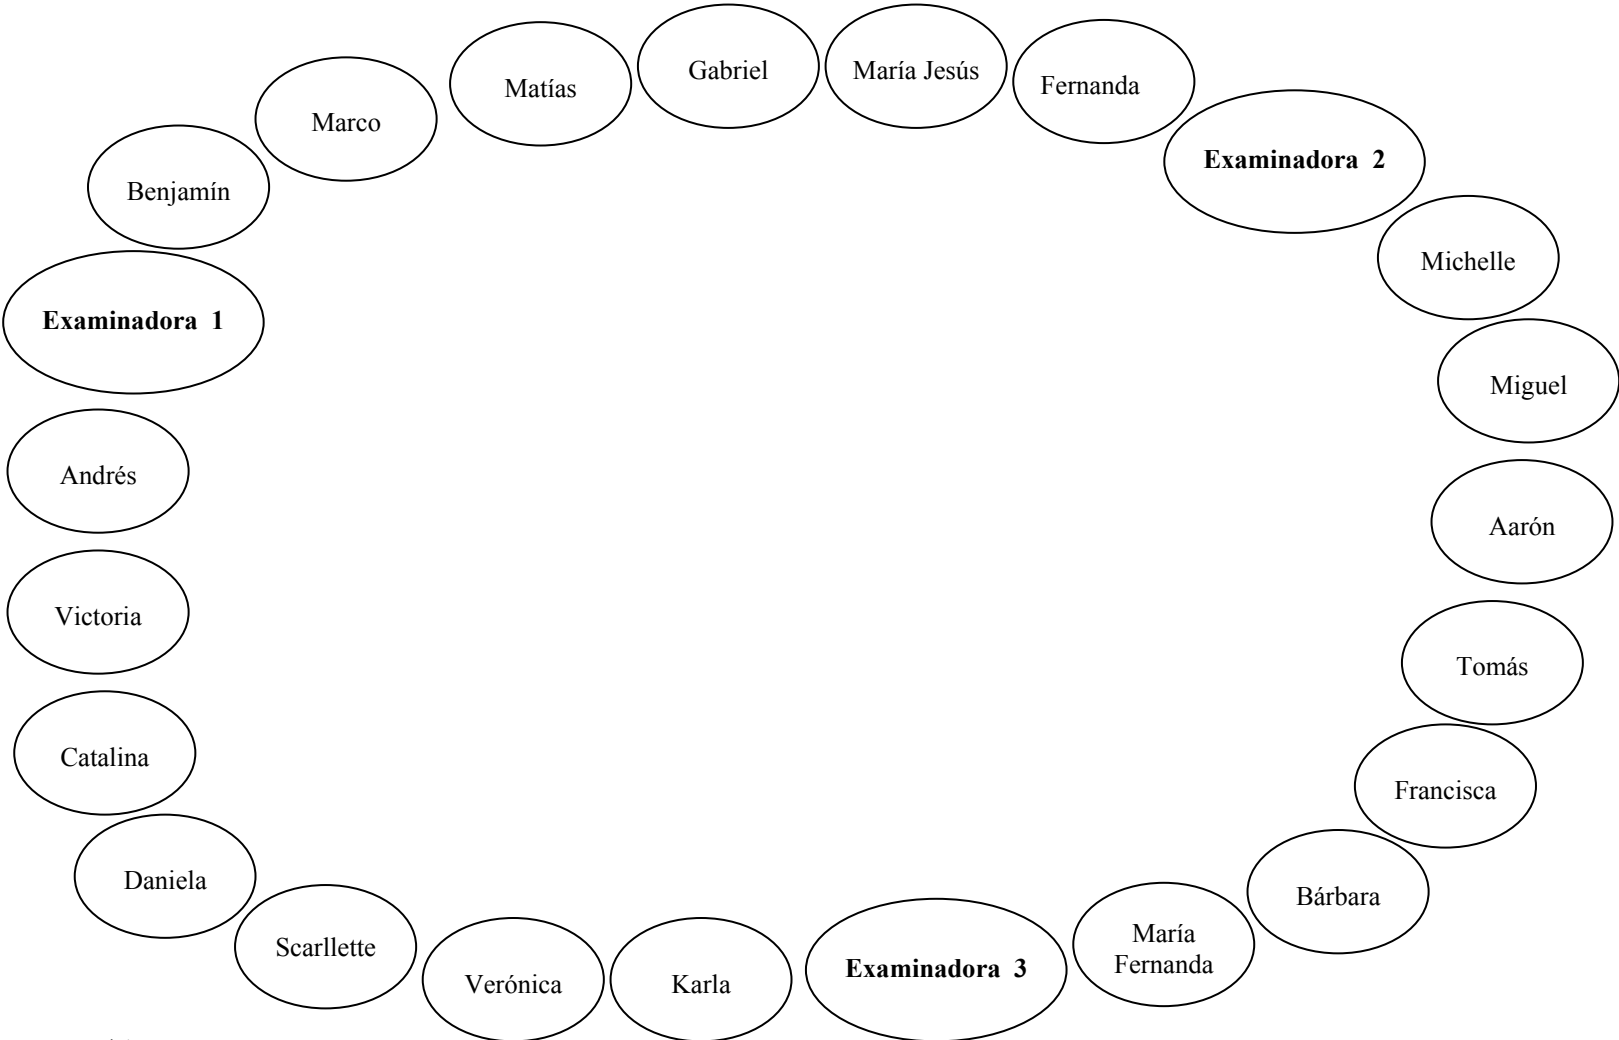 Gabriel
María Jesús
Fernanda
Matías
Marco
Examinadora 2
Benjamín
Michelle
Examinadora 1
Miguel
Andrés
Aarón
Victoria
Tomás
Catalina
Francisca
Daniela
Bárbara
Scarllette
María
Fernanda
Verónica
Karla
Examinadora 3